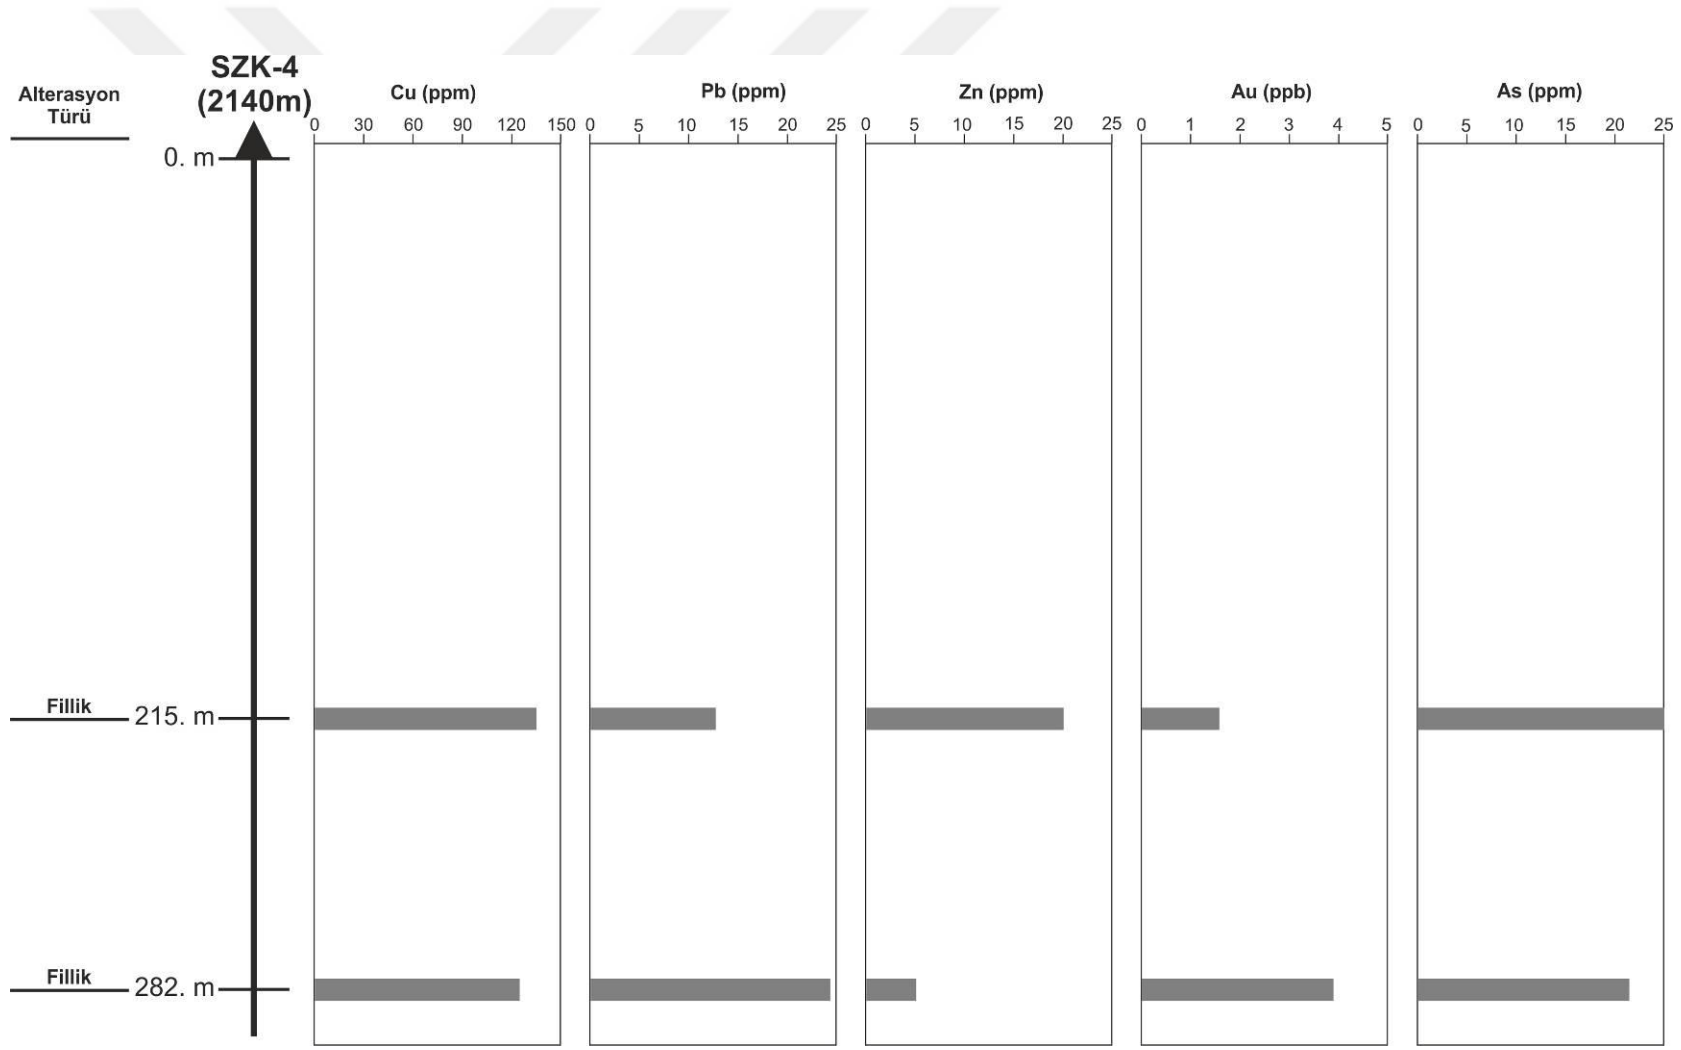 SZK-4
(2140m)
Alterasyon
Türü
Cu (ppm)
Pb (ppm)
Zn (ppm)
Au (ppb)
As (ppm)
0 30 60 90 120 150
0 5 10 15 20 25
0 5 10 15 20 25
0 1 2 3 4 5
0 5 10 15 20 25
0. m
Fillik
215. m
Fillik
282. m